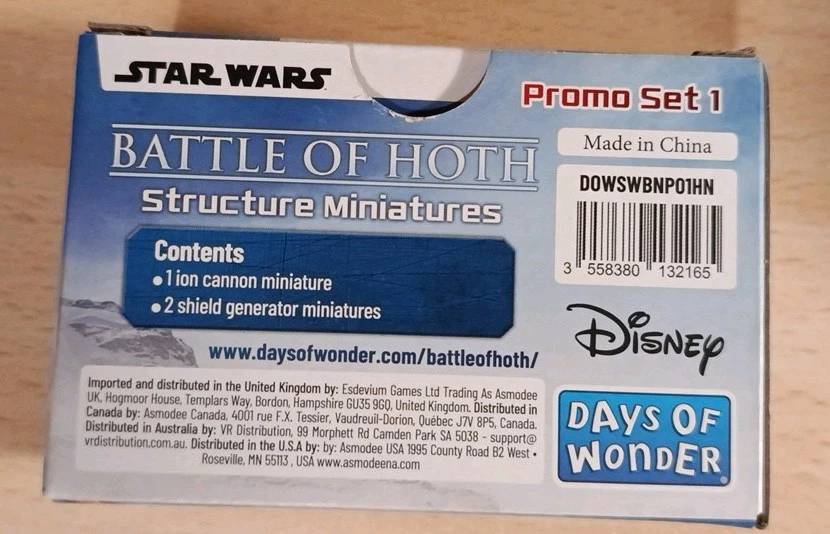 STAR WARS
Promo Set 1
BATTLE OF HOTH
Structure Miniatures
Made in China
DOWSWBNP01HN
3 558380 132165
Contents
• 1 ion cannon miniature
• 2 shield generator miniatures
www.daysofwonder.com/battleofhoth/
DISNEY
Imported and distributed in the United Kingdom by: Esdevium Games Ltd Trading As Asmodee
UK, Hogmoor House, Templars Way, Bordon, Hampshire GU35 9GQ, United Kingdom. Distributed in
Canada by: Asmodee Canada, 4001 rue F.X. Tessier, Vaudreuil-Dorion, Québec J7V 8P5, Canada.
Distributed in Australia by: VR Distribution, 99 Morphett Rd Camden Park SA 5038 - support@
vrdistribution.com.au. Distributed in the U.S.A by: by: Asmodee USA 1995 County Road B2 West •
Roseville, MN 55113 , USA www.asmodeena.com
DAYS OF
WONDER®